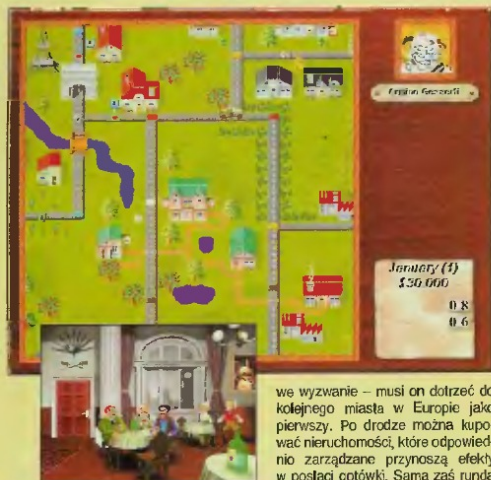 January (1)
$30.000
0 8
0 6
we wyzwanie – musi on dotrzeć do
kolejnego miasta w Europie jako
pierwszy. Po drodze można kupo-
wać nieruchomości, które odpowied-
nio zarządzane przynoszą efekty
w postaci gotówki. Sama zaś runda